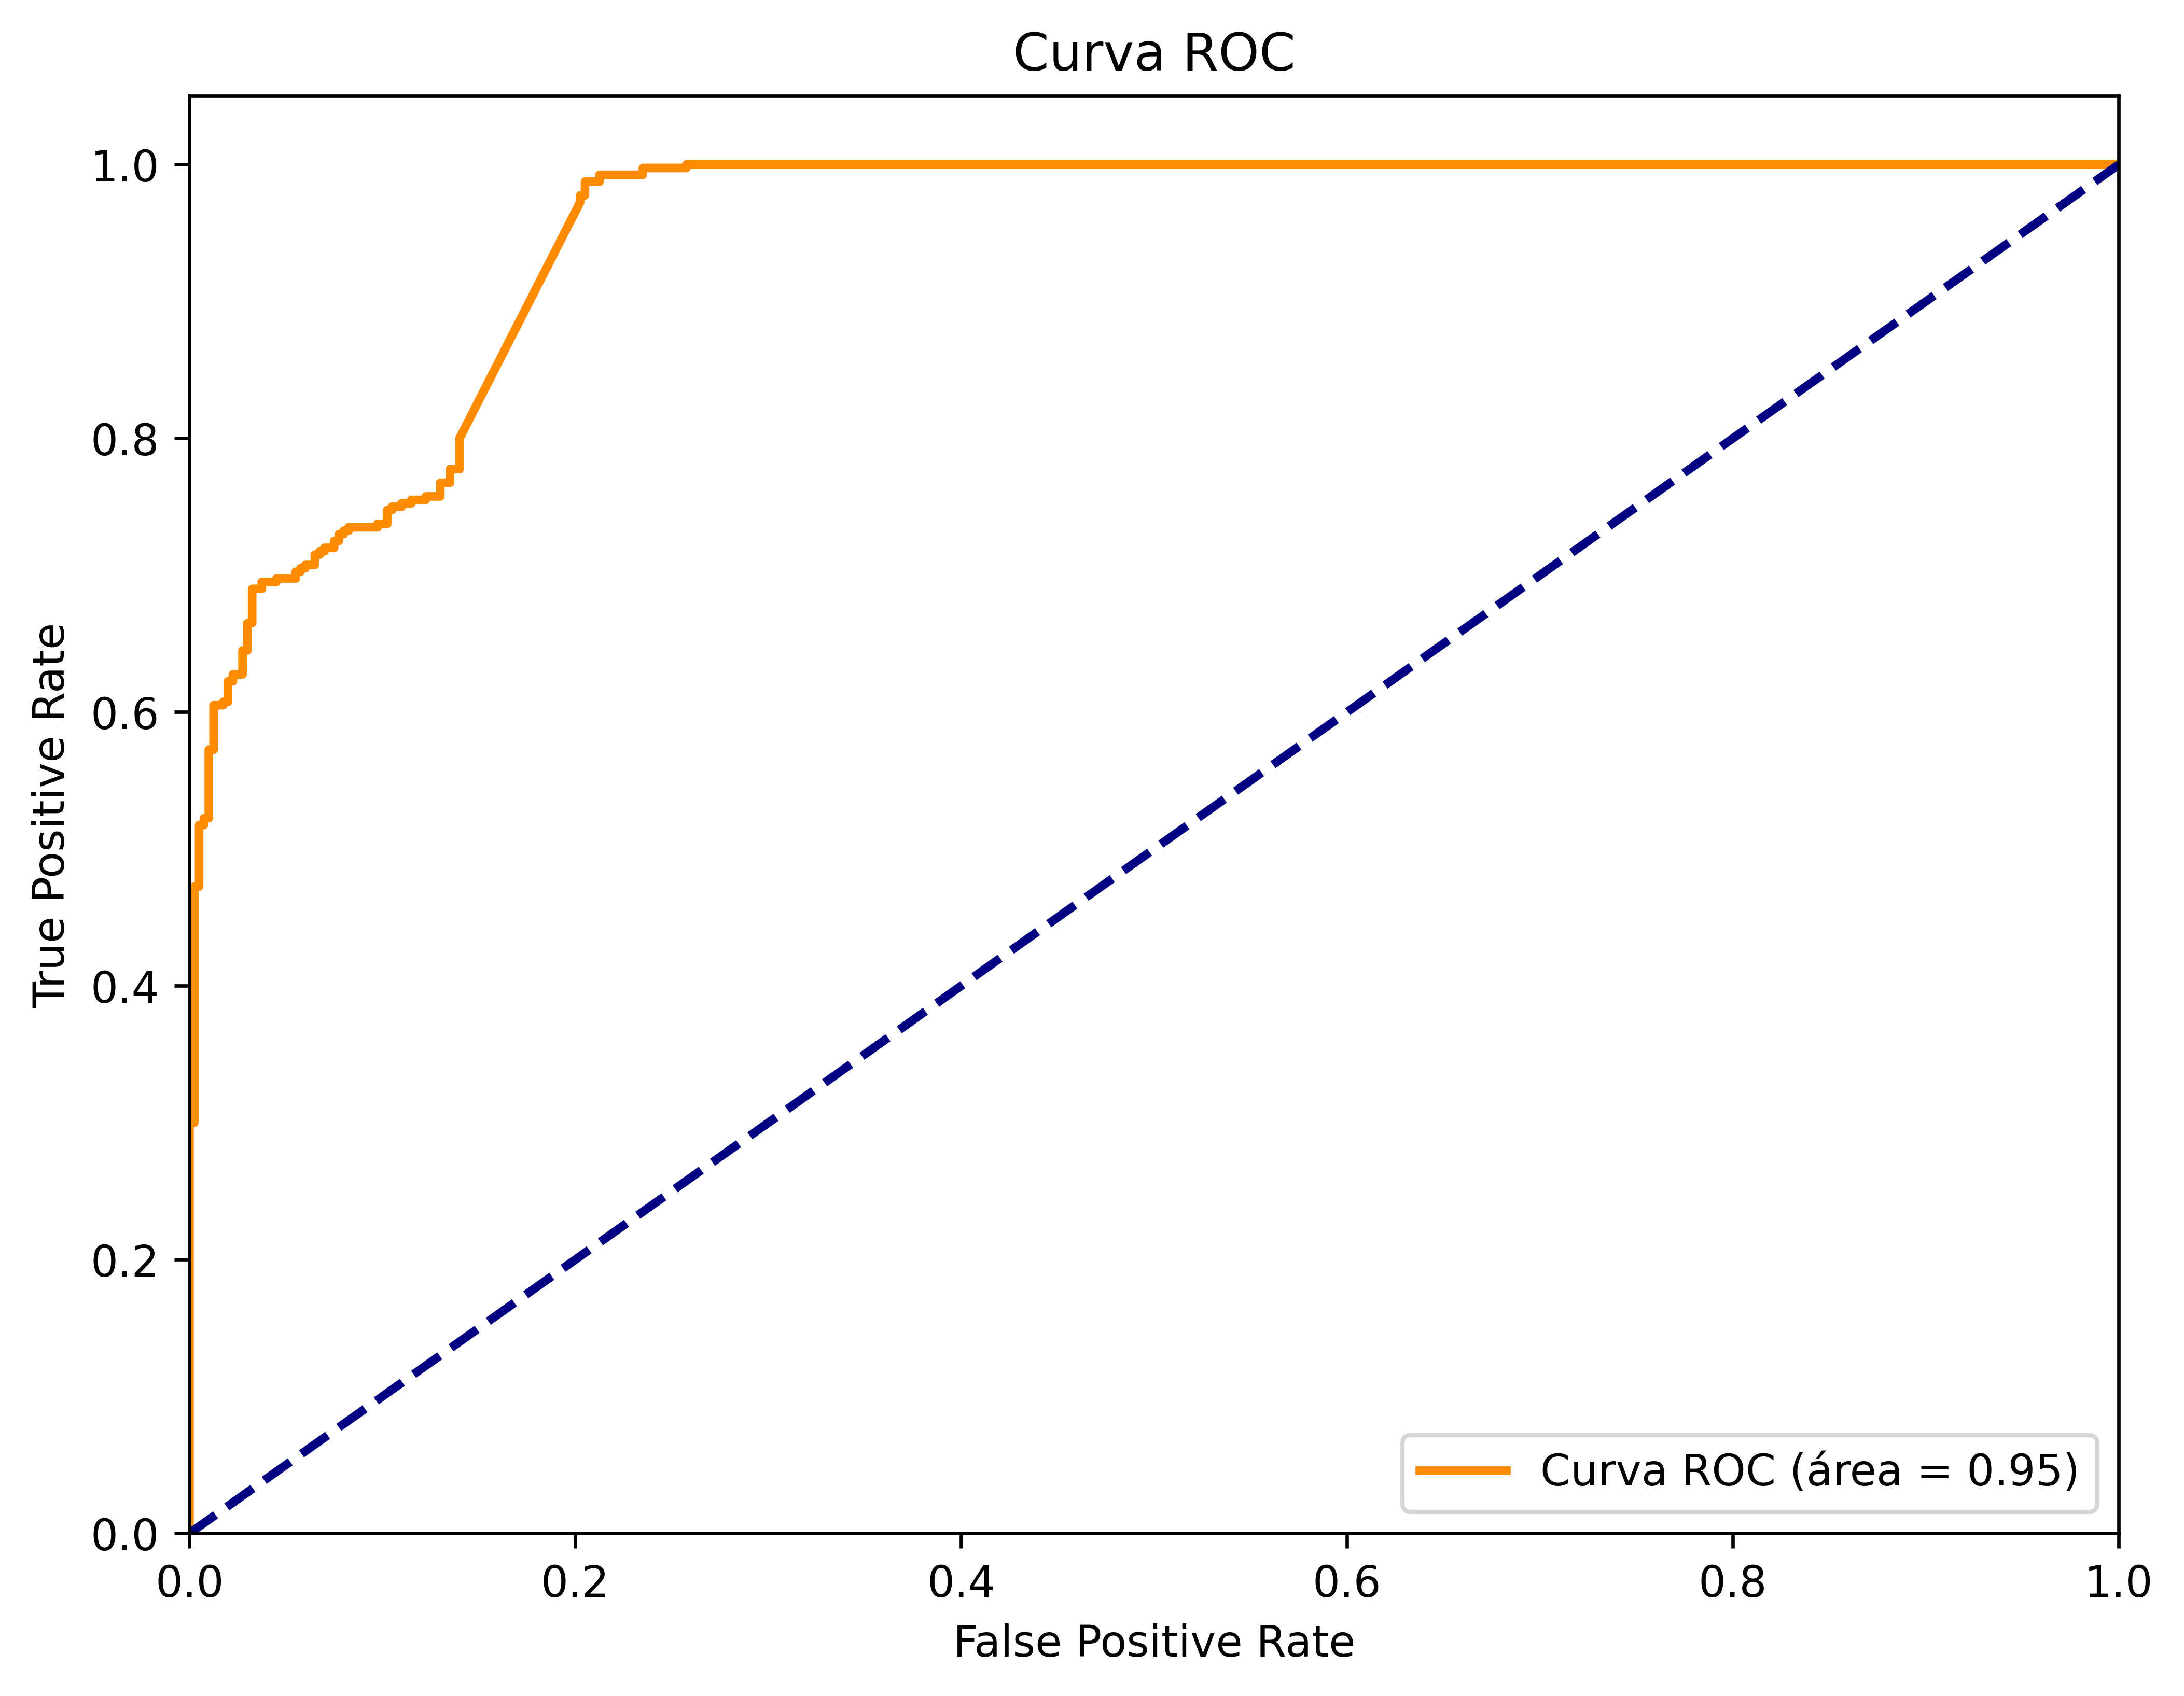 Curva ROC
True Positive Rate
1.0
0.8
0.6
0.4
0.2
0.0
Curva ROC (área = 0.95)
0.0 0.2 0.4 0.6 0.8 1.0
False Positive Rate